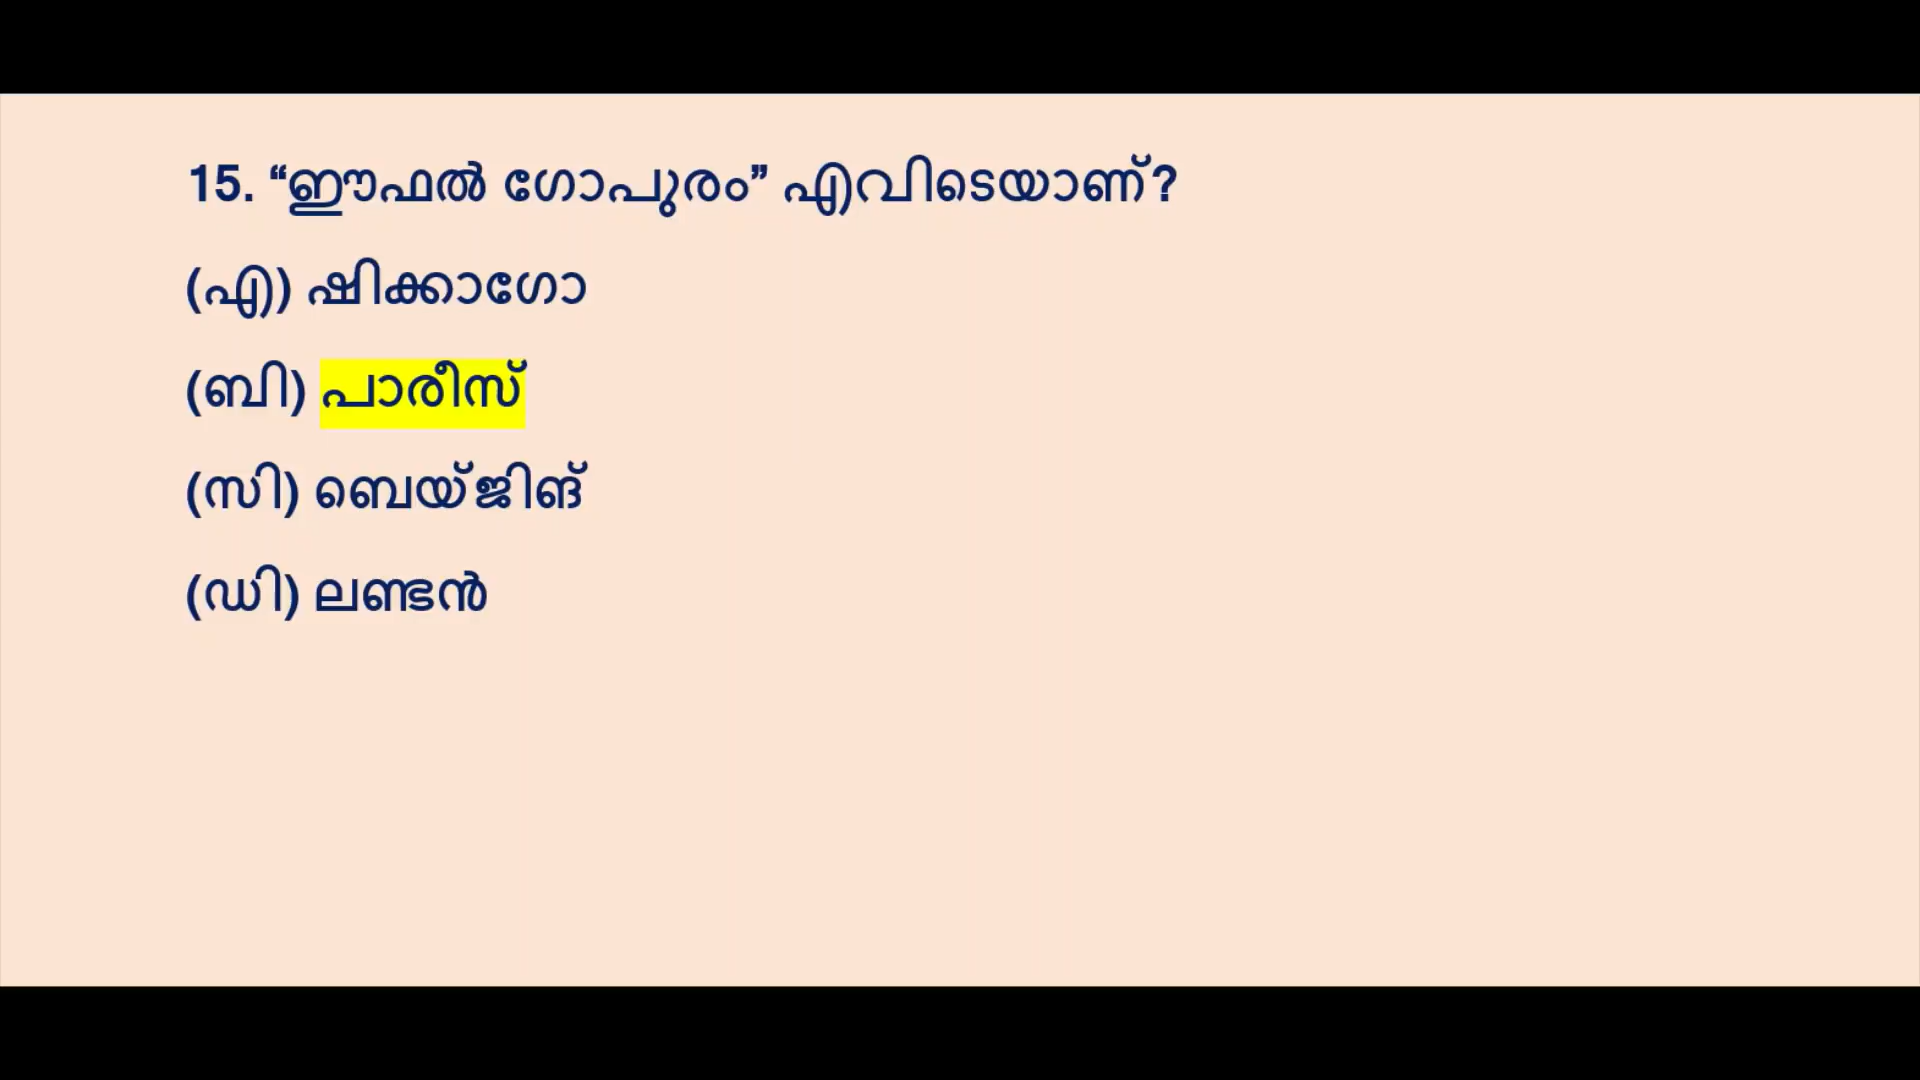 15. “ഈഫൽ ഗോപുരം” എവിടെയാണ്?
(എ) ഷിക്കാഗോ
(ബി) പാരീസ്
(സി) ബെയ്ജിങ്
(ഡി) ലണ്ടൻ